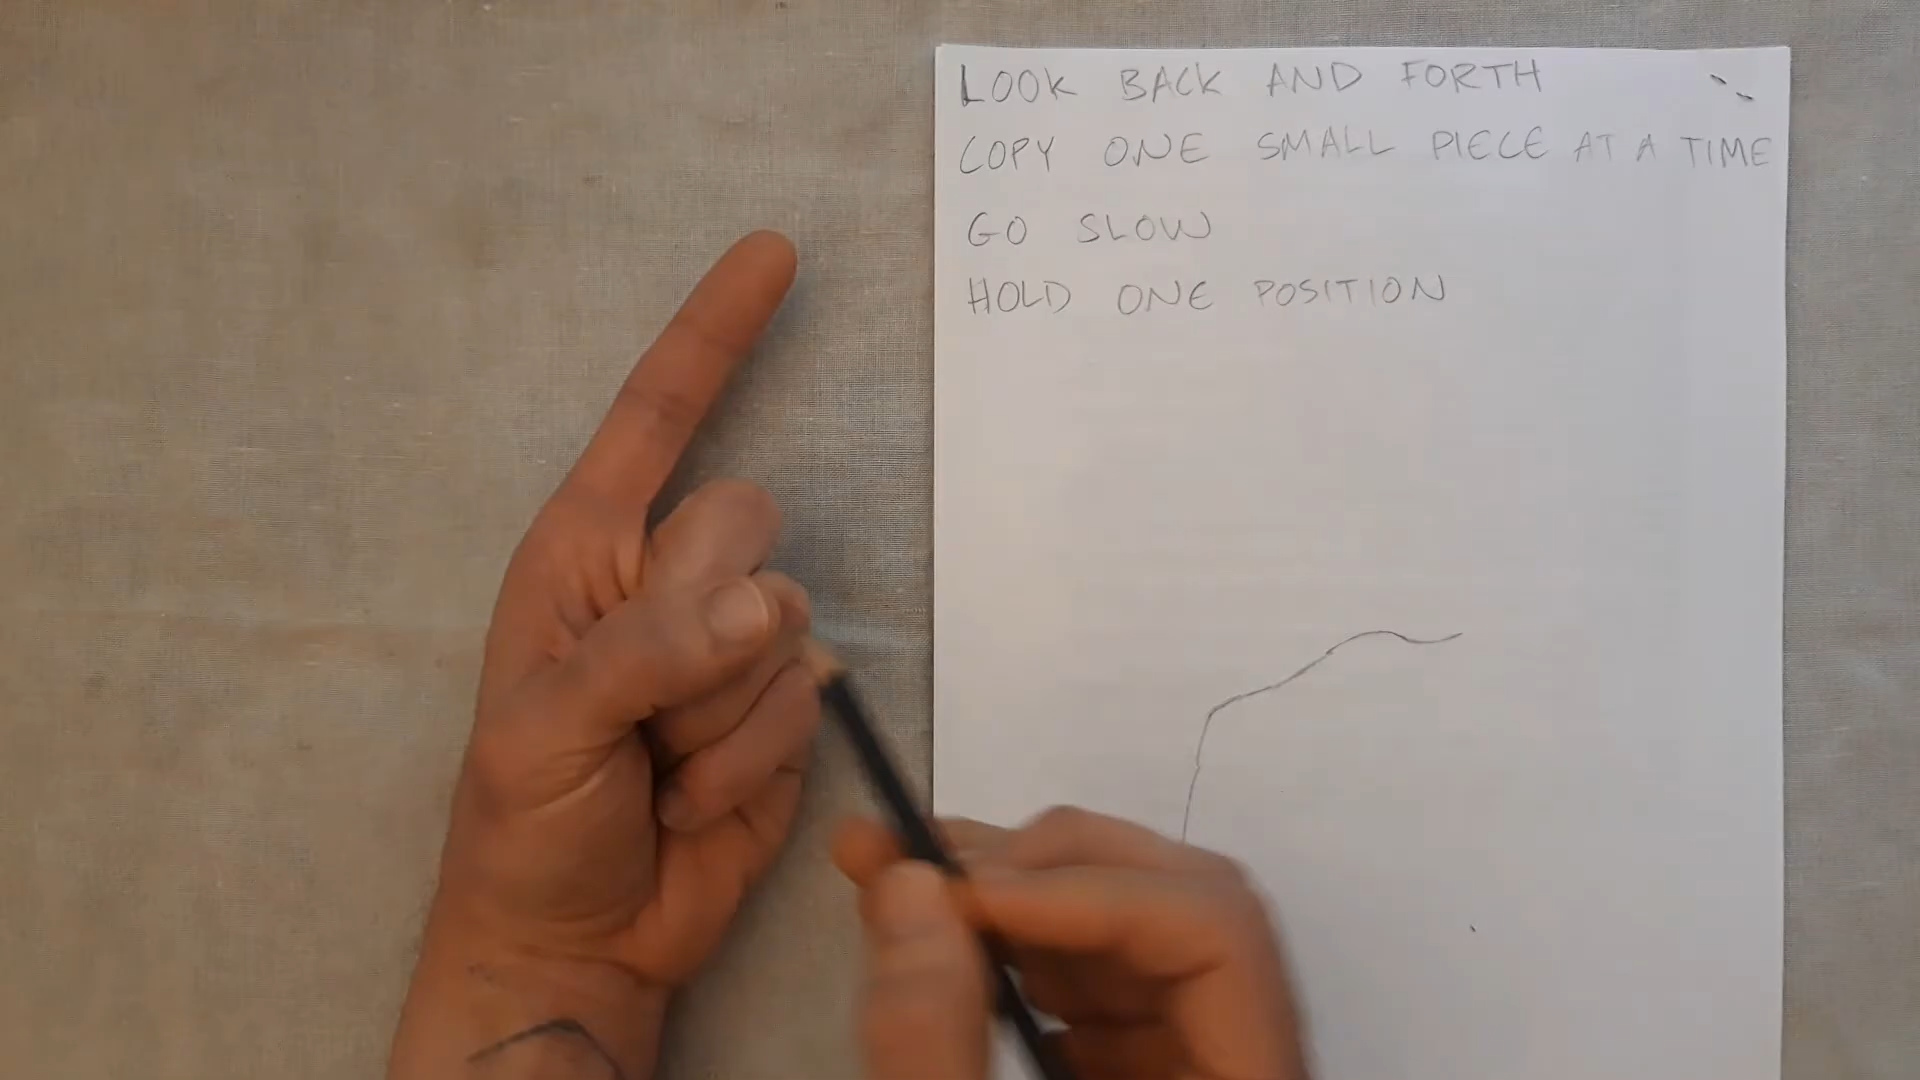 LOOK BACK AND FORTH
COPY ONE SMALL PIECE AT A TIME
GO SLOW
HOLD ONE POSITION